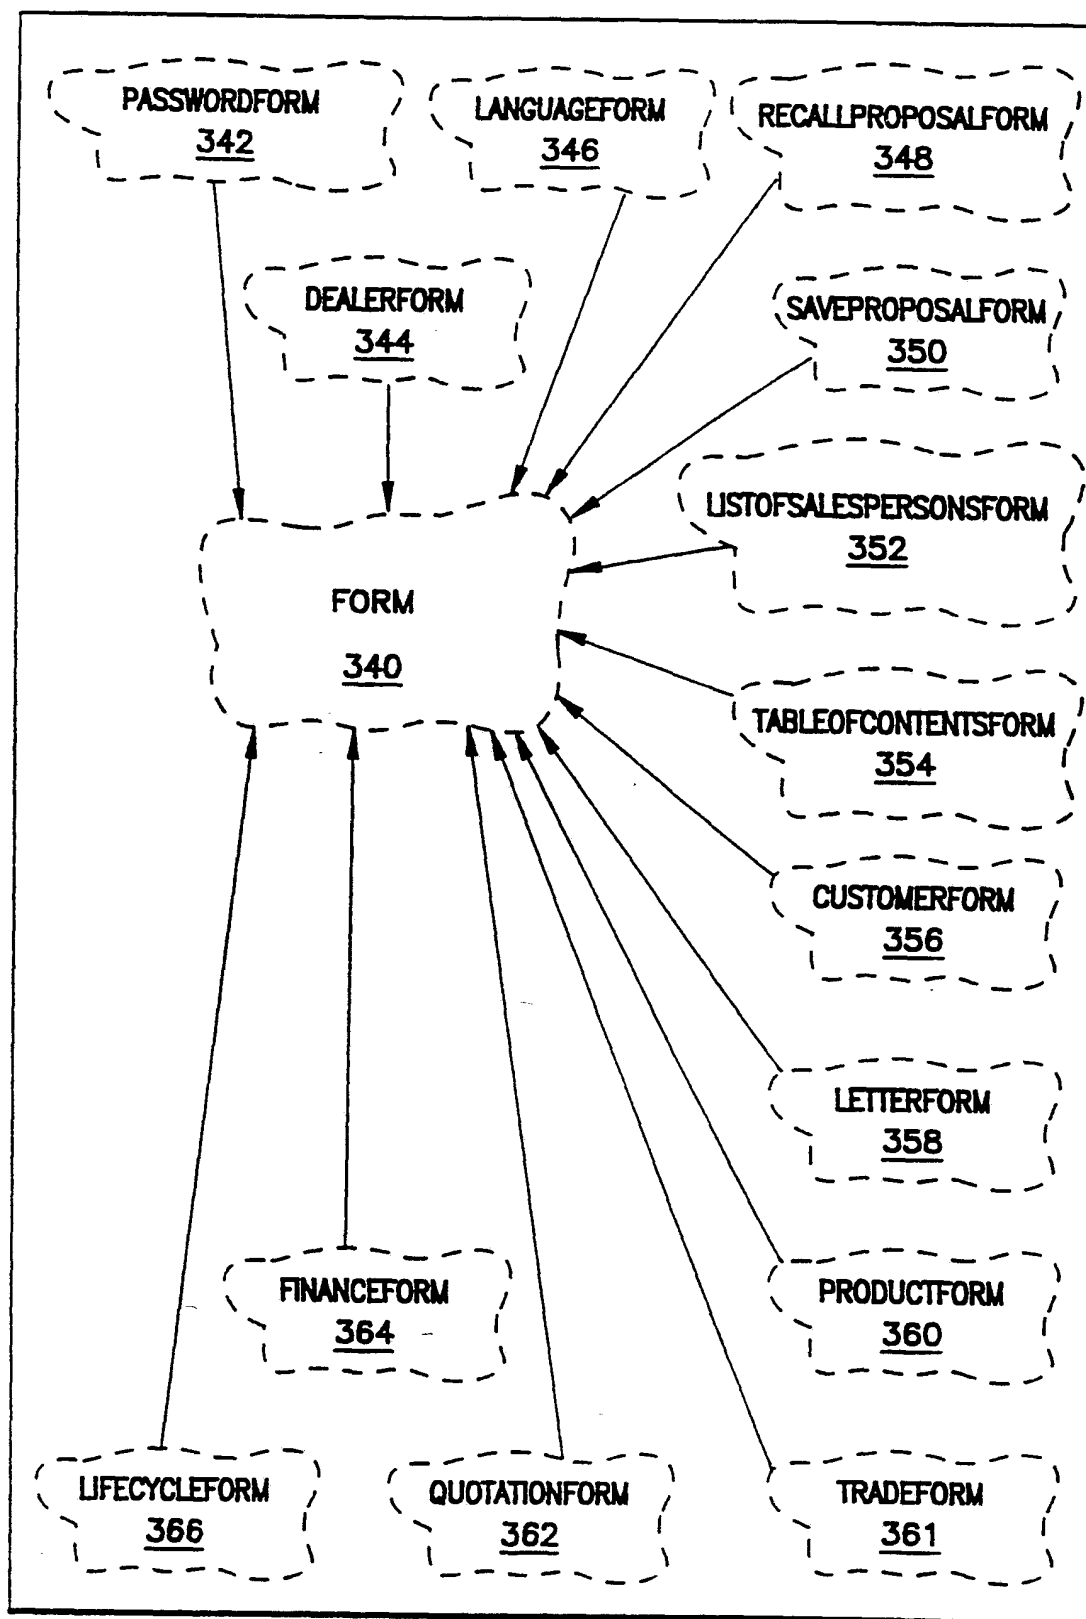 PASSWORDFORM
342
LANGUAGEFORM
346
RECALLPROPOSALFORM
348
DEALERFORM
344
SAVEPROPOSALFORM
350
LISTOFSALESPERSONSFORM
352
FORM
340
TABLEOFCONTENTSFORM
354
CUSTOMERFORM
356
LETTERFORM
358
FINANCEFORM
364
PRODUCTFORM
360
LIFECYCLEFORM
366
QUOTATIONFORM
362
TRADEFORM
361